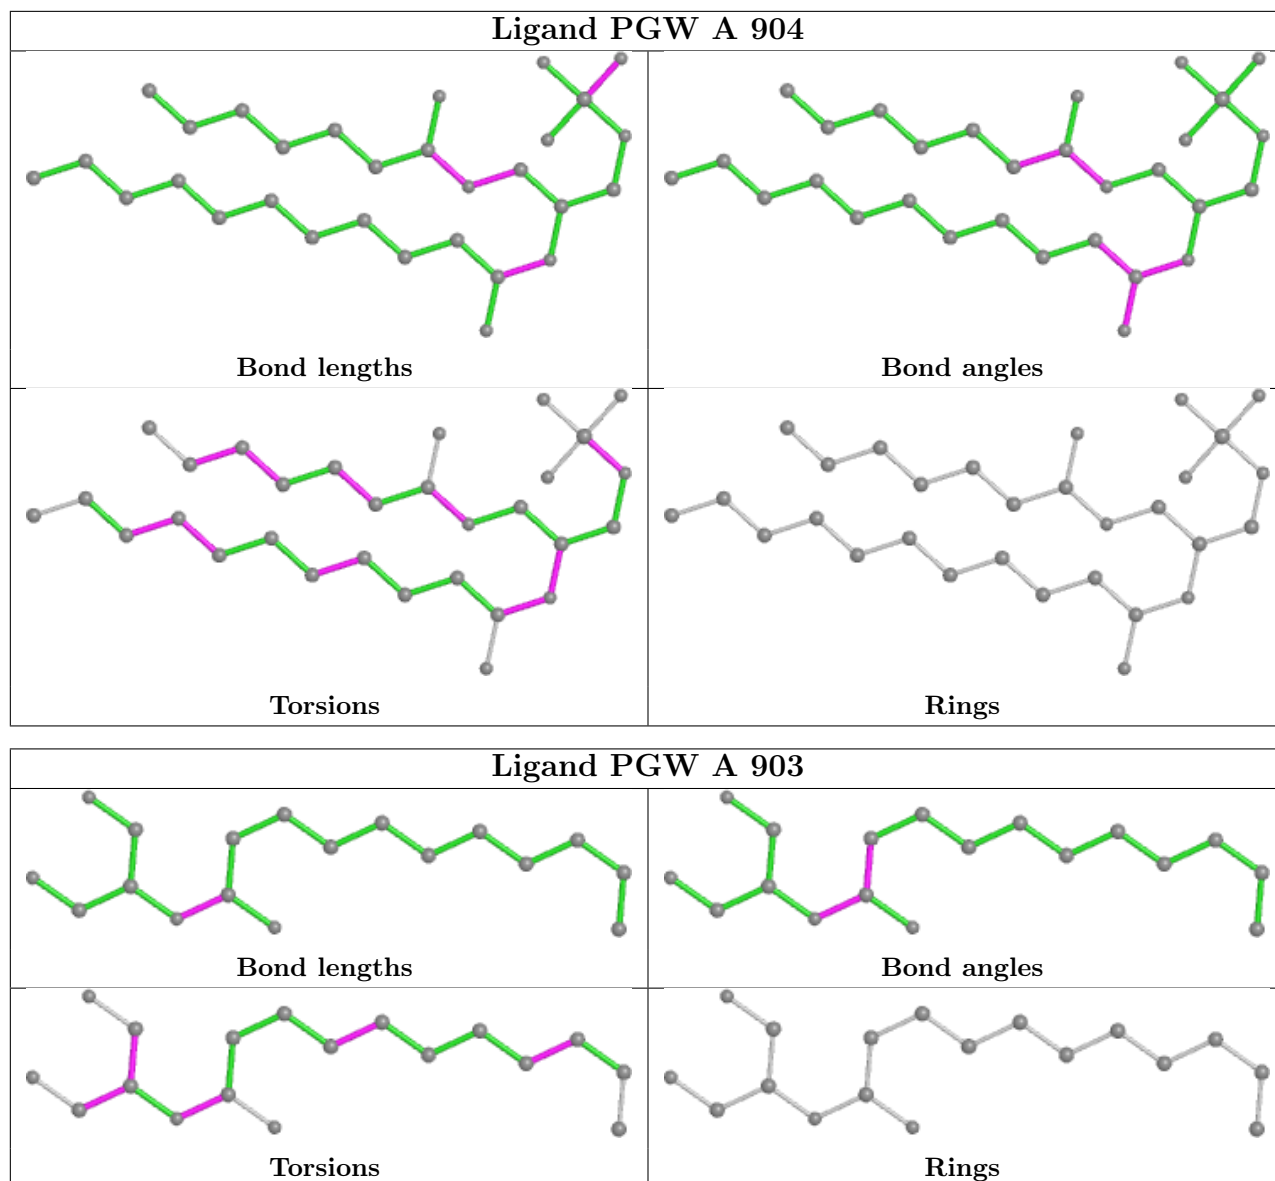 Ligand PGW A 904
Bond lengths
Bond angles
Torsions
Rings
Ligand PGW A 903
Bond lengths
Bond angles
Torsions
Rings